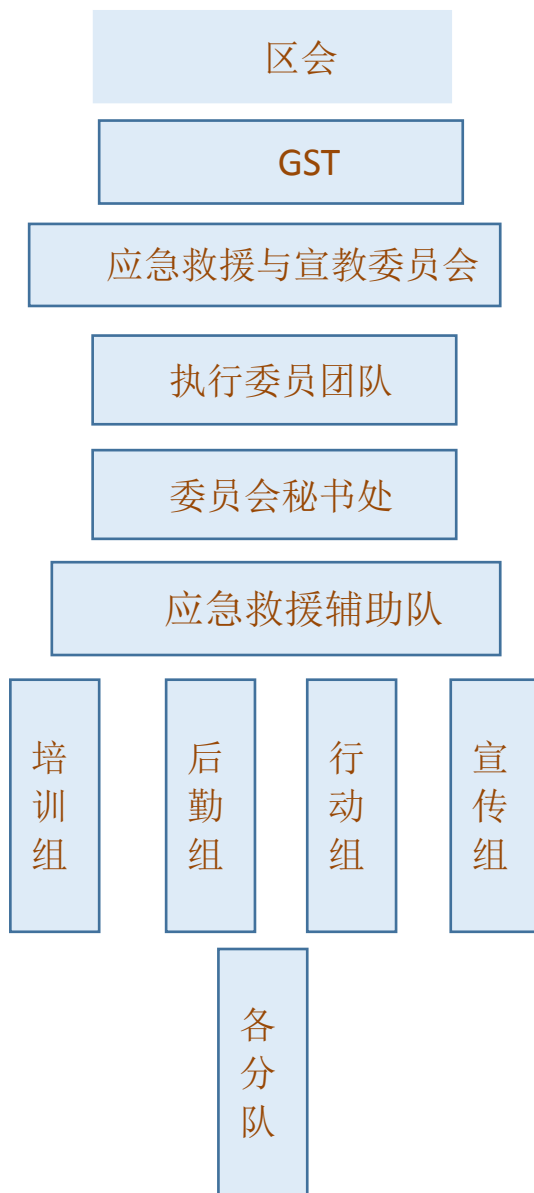 区会
GST
应急救援与宣教委员会
执行委员团队
委员会秘书处
应急救援辅助队
培训组
后勤组
行动组
宣传组
各分队